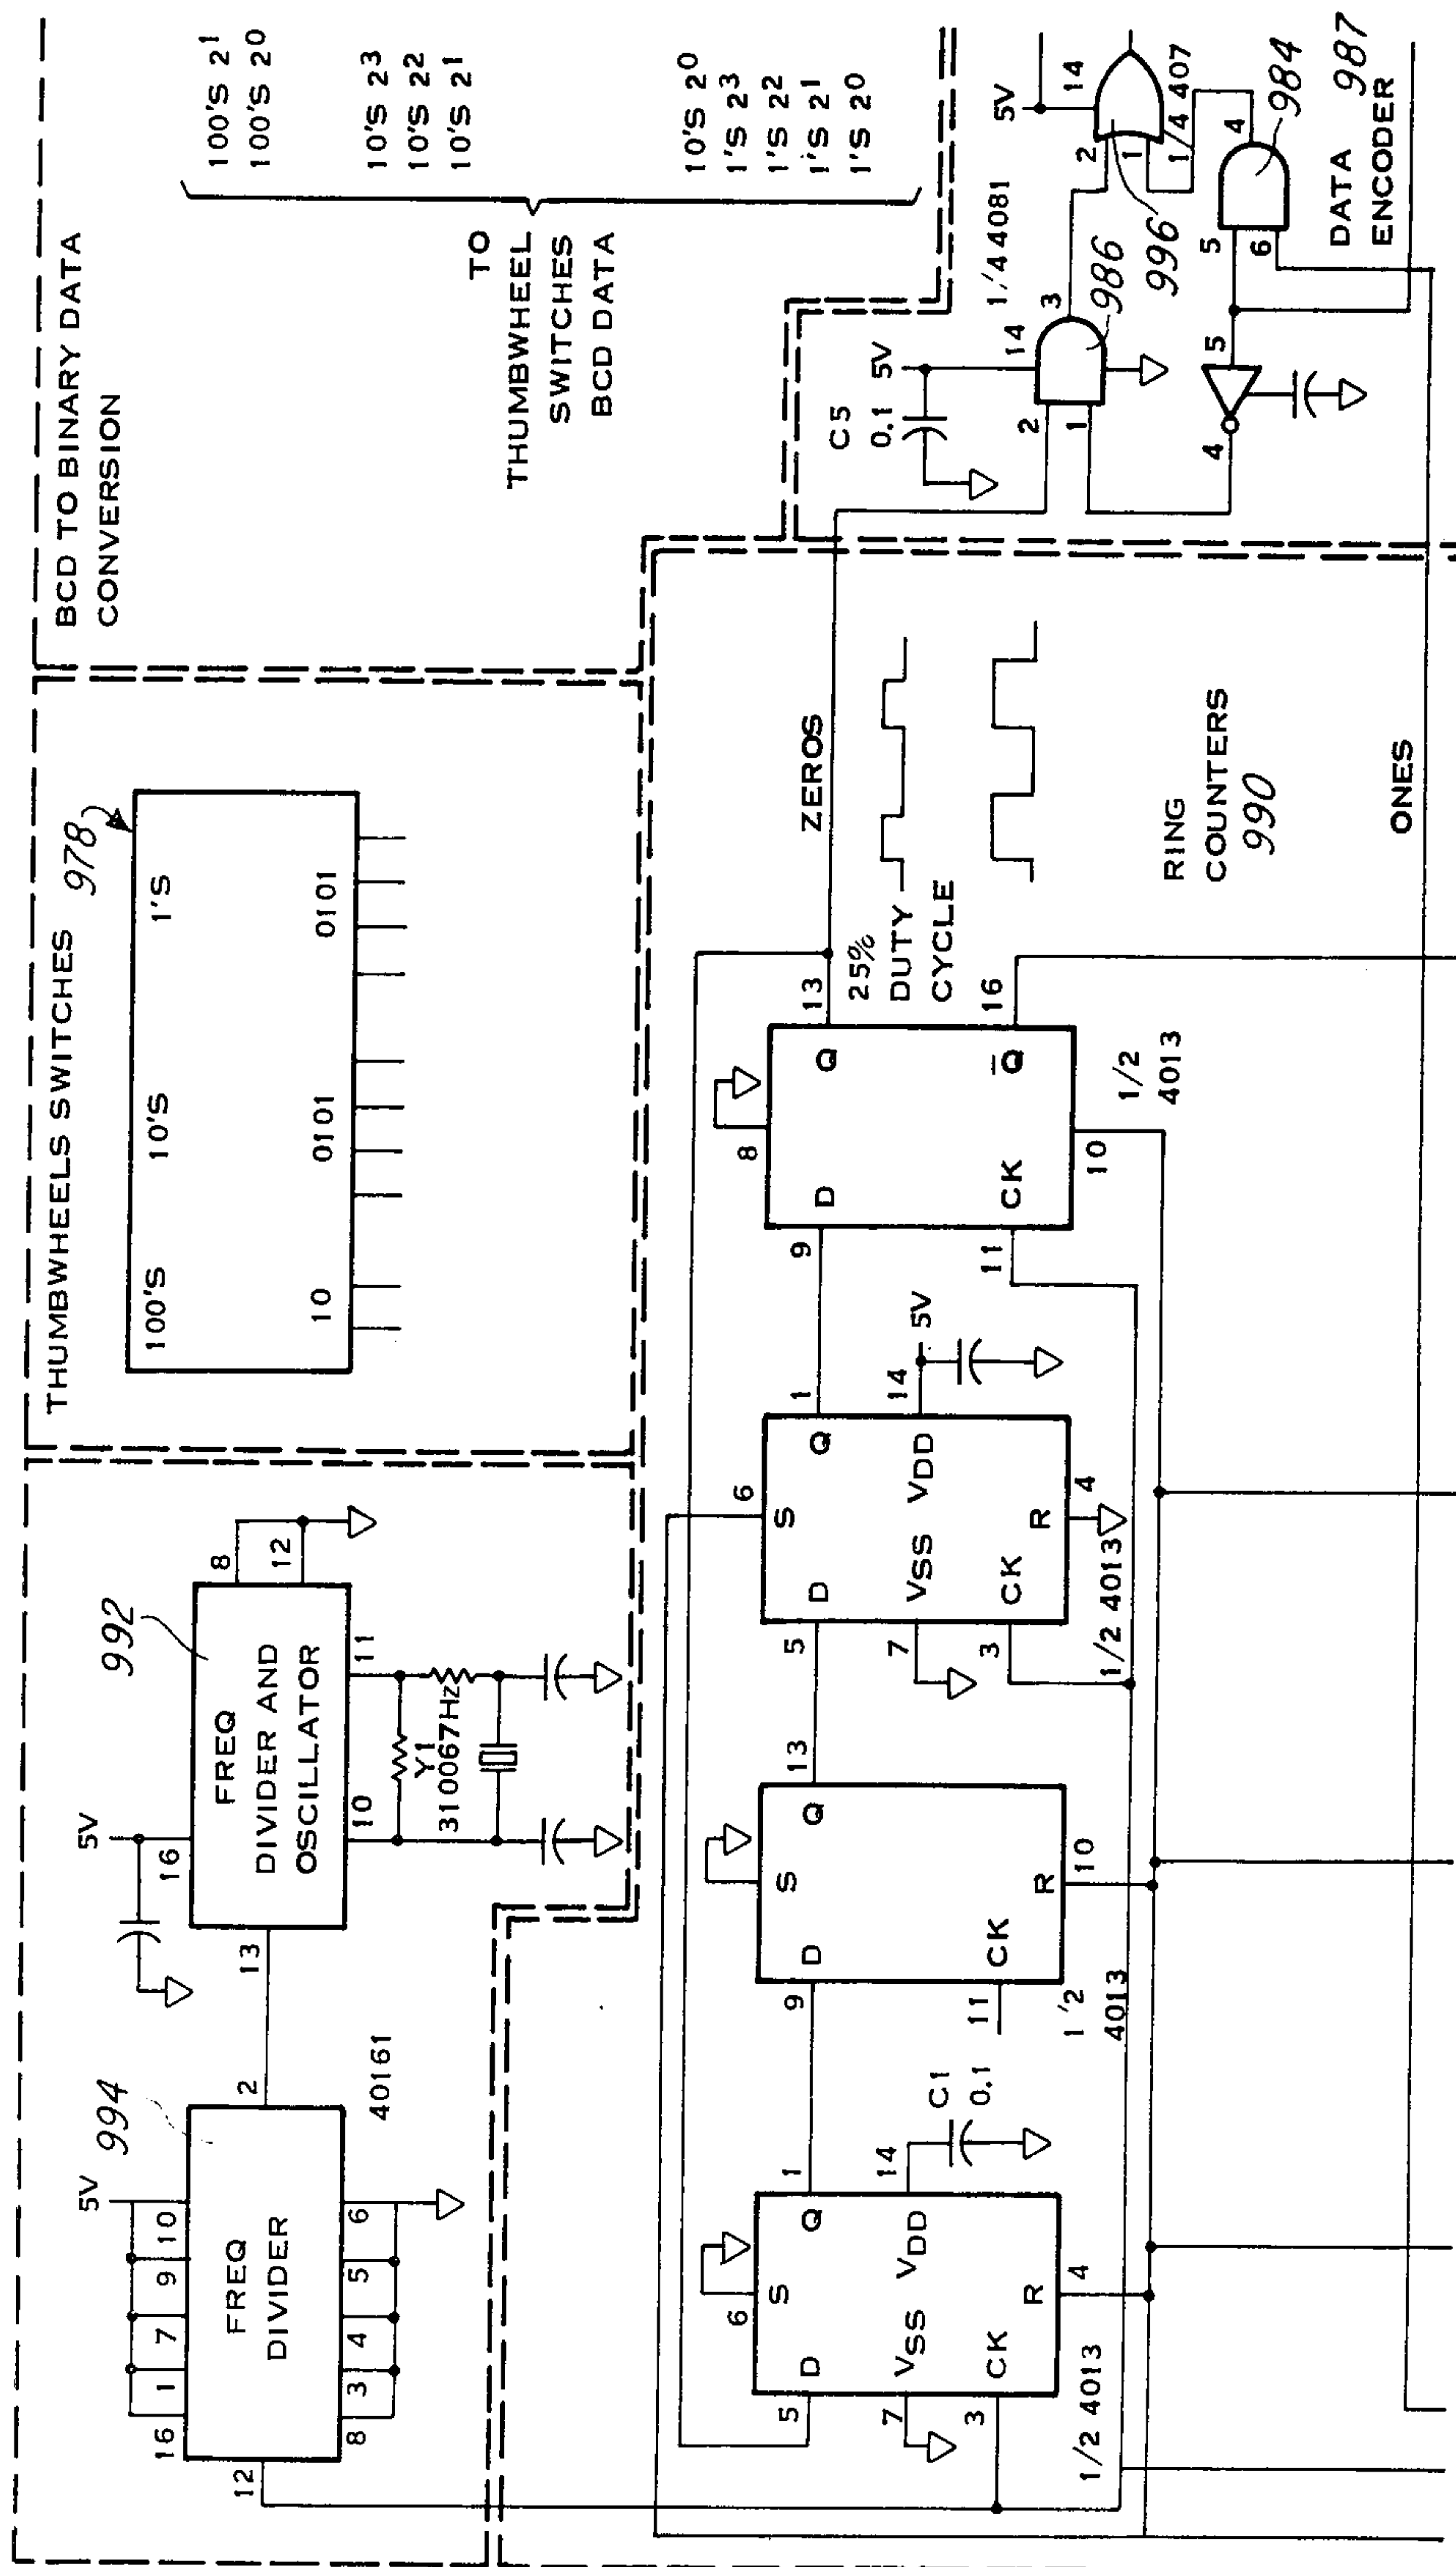 BCD TO BINARY DATA
CONVERSION
100'S 2¹
100'S 2⁰
10'S 2³
10'S 2²
10'S 2¹
10'S 2⁰
1'S 2³
1'S 2²
1'S 2¹
1'S 2⁰
TO
THUMBWHEEL
SWITCHES
BCD DATA
THUMBWHEELS SWITCHES
978
100'S
10'S
1'S
10
0101
0101
992
FREQ
DIVIDER AND
OSCILLATOR
5V
16
8
12
13
10
11
Y1
310067Hz
994
FREQ
DIVIDER
5V
16
1
7
9
10
2
12
8
3
4
5
6
40161
ZEROS
25%
DUTY
CYCLE
RING
COUNTERS
990
ONES
5
D
6
S
Q
1
7
VSS
VDD
14
3
CK
R
4
C1
0.1
1/2 4013
9
D
S
Q
13
11
CK
R
10
1/2
4013
5
D
S
6
Q
1
7
VSS
VDD
14
5V
3
CK
R
4
1/2 4013
9
D
8
Q
13
11
CK
Q̅
16
10
1/2
4013
C5
0.1
5V
14
2
1
3
1/4 4081
986
5V
14
2
1
1/4 407
996
4
5
5
6
4
984
DATA
ENCODER
987